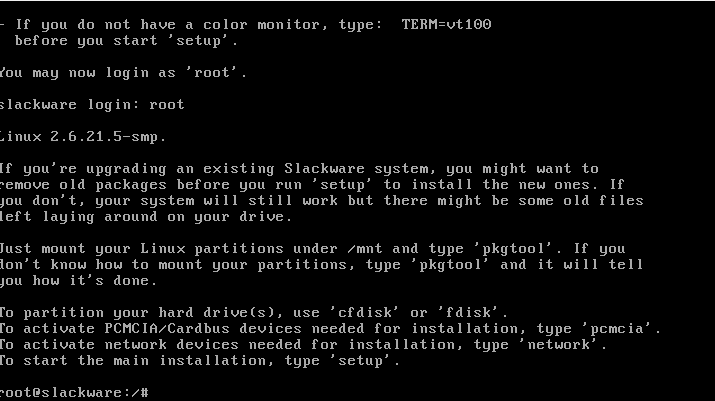 - If you do not have a color monitor, type:  TERM=vt100
  before you start 'setup'.
You may now login as 'root'.
slackware login: root
Linux 2.6.21.5-smp.
If you're upgrading an existing Slackware system, you might want to
remove old packages before you run 'setup' to install the new ones. If
you don't, your system will still work but there might be some old files
left laying around on your drive.
Just mount your Linux partitions under /mnt and type 'pkgtool'. If you
don't know how to mount your partitions, type 'pkgtool' and it will tell
you how it's done.
To partition your hard drive(s), use 'cfdisk' or 'fdisk'.
To activate PCMCIA/Cardbus devices needed for installation, type 'pcmcia'.
To activate network devices needed for installation, type 'network'.
To start the main installation, type 'setup'.
root@slackware:/#